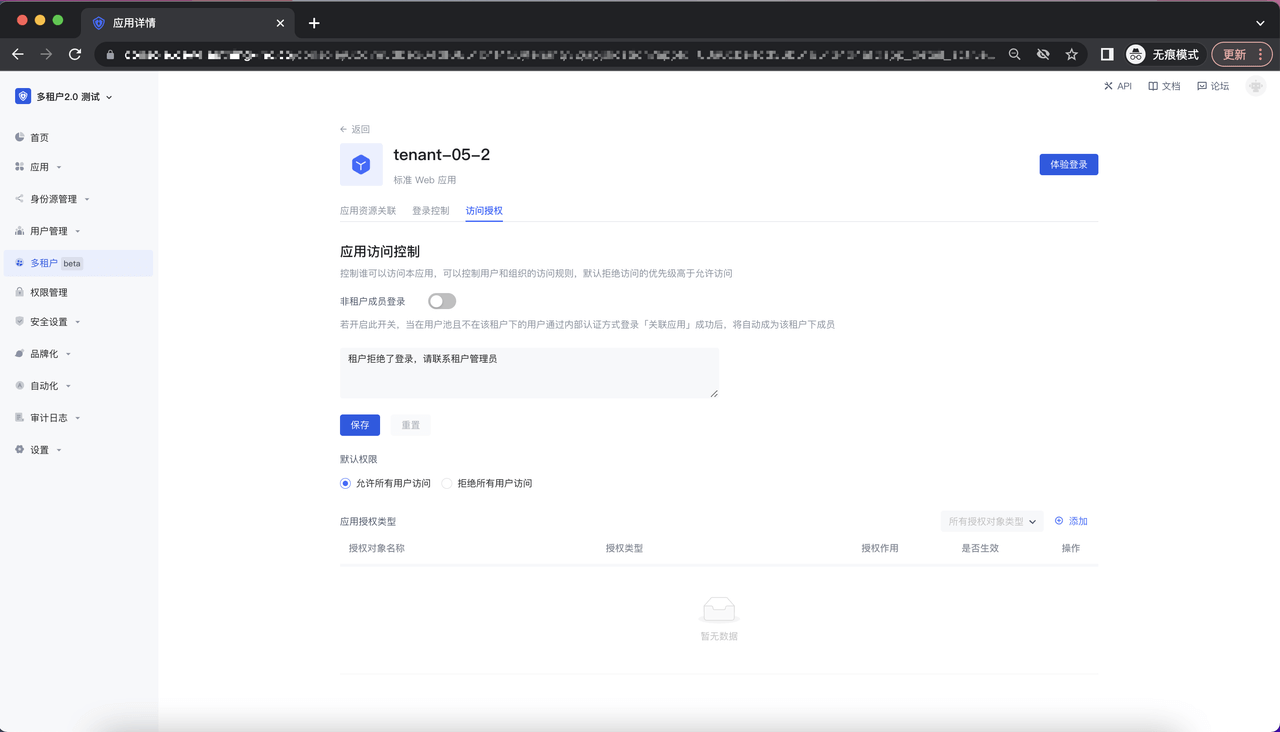 应用详情
无痕模式
更新
多租户2.0 测试
API
文档
论坛
首页
应用
身份源管理
用户管理
多租户 beta
权限管理
安全设置
品牌化
自动化
审计日志
设置
返回
tenant-05-2
标准 Web 应用
体验登录
应用资源关联
登录控制
访问授权
应用访问控制
控制谁可以访问本应用，可以控制用户和组织的访问规则，默认拒绝访问的优先级高于允许访问
非租户成员登录
若开启此开关，当在用户池且不在该租户下的用户通过内部认证方式登录「关联应用」成功后，将自动成为该租户下成员
租户拒绝了登录，请联系租户管理员
保存
重置
默认权限
允许所有用户访问
拒绝所有用户访问
应用授权类型
所有授权对象类型
添加
授权对象名称
授权类型
授权作用
是否生效
操作
暂无数据